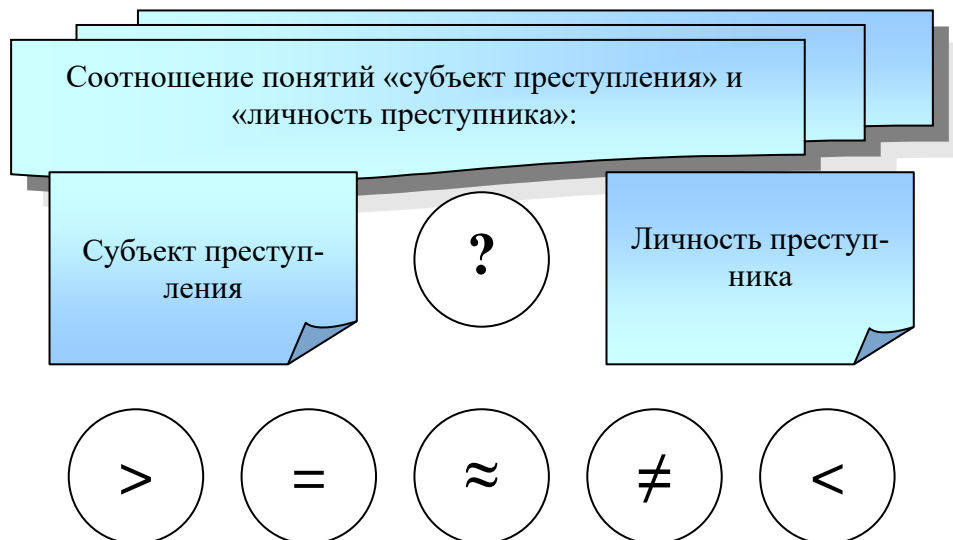 Соотношение понятий «субъект преступления» и
«личность преступника»:
Субъект преступ-
ления
?
Личность преступ-
ника
> = ≈ ≠ <